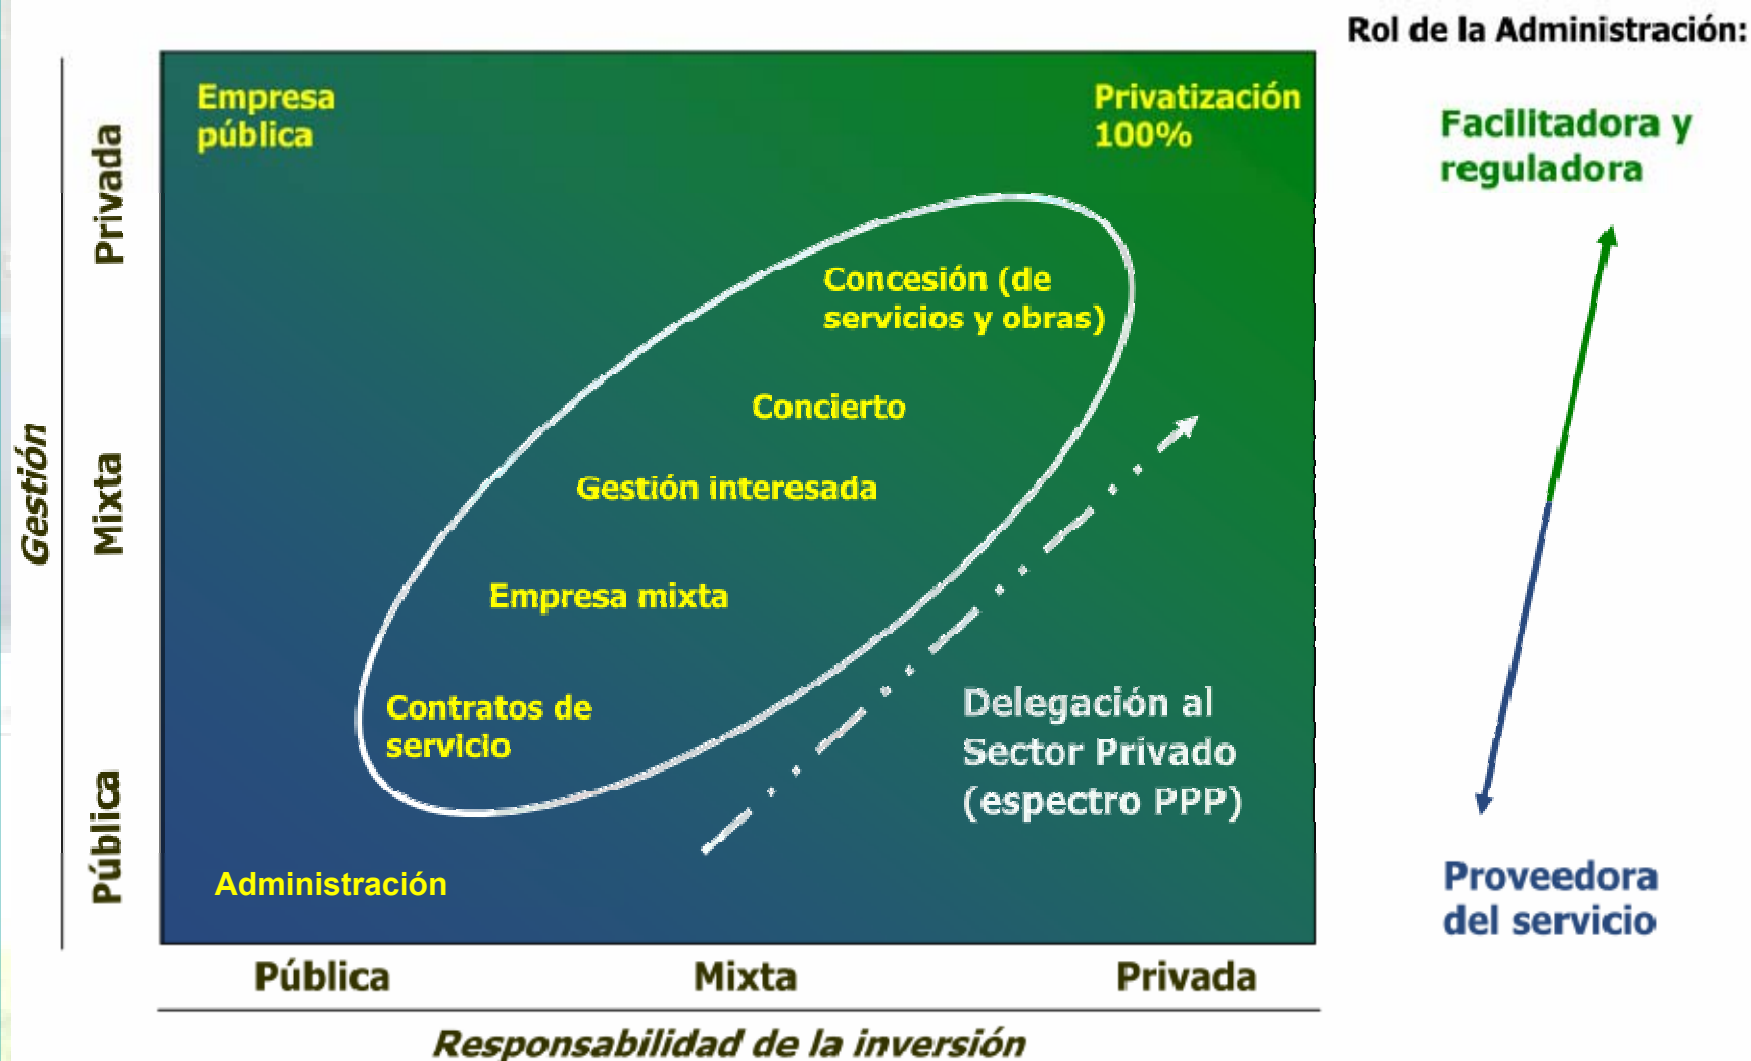 Rol de la Administración:
Empresa
pública
Privatización
100%
Facilitadora y
reguladora
Privada
Concesión (de
servicios y obras)
Concierto
Gestión
Mixta
Gestión interesada
Empresa mixta
Contratos de
servicio
Delegación al
Sector Privado
(espectro PPP)
Pública
Administración
Proveedora
del servicio
Pública
Mixta
Privada
Responsabilidad de la inversión